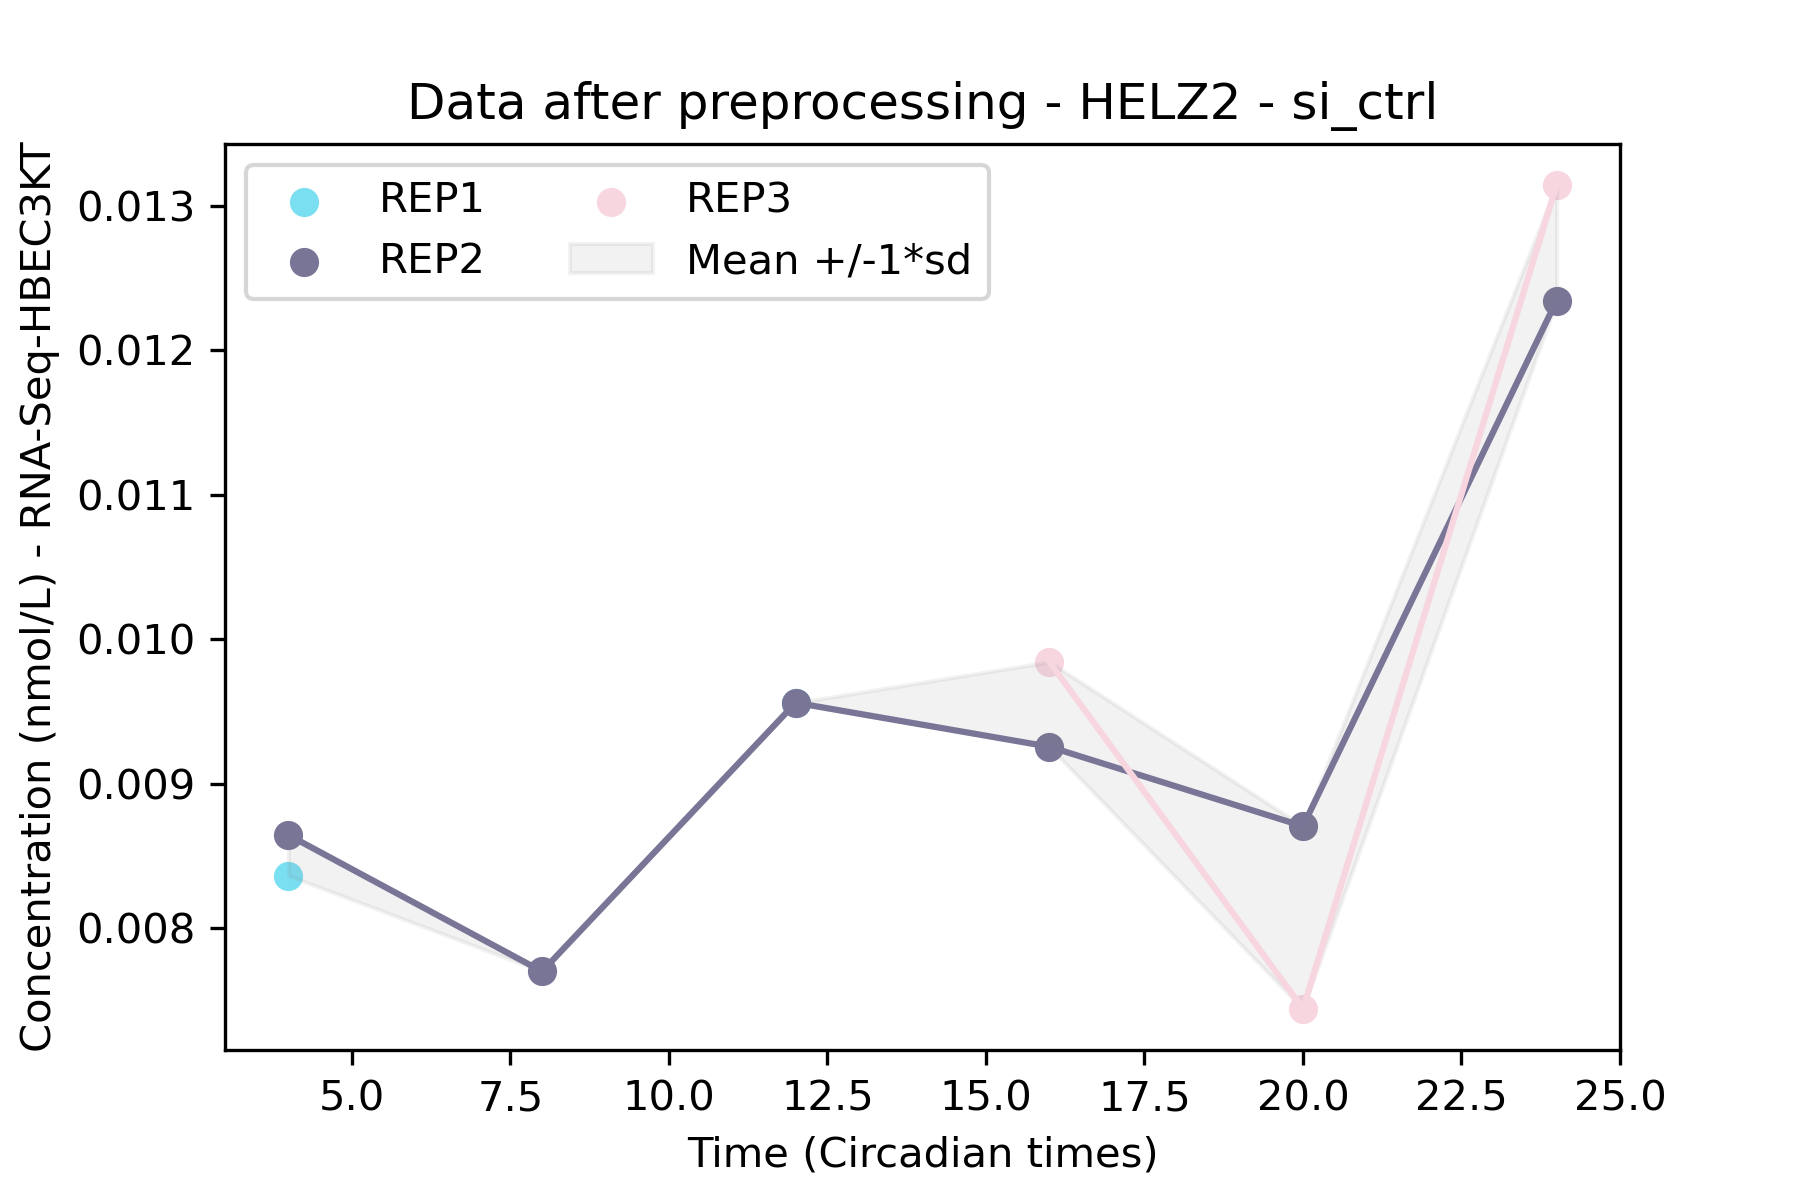 Data after preprocessing - HELZ2 - si_ctrl
Concentration (nmol/L) - RNA-Seq-HBEC3KT
0.013
0.012
0.011
0.010
0.009
0.008
REP1
REP2
REP3
Mean +/-1*sd
5.0 7.5 10.0 12.5 15.0 17.5 20.0 22.5 25.0
Time (Circadian times)